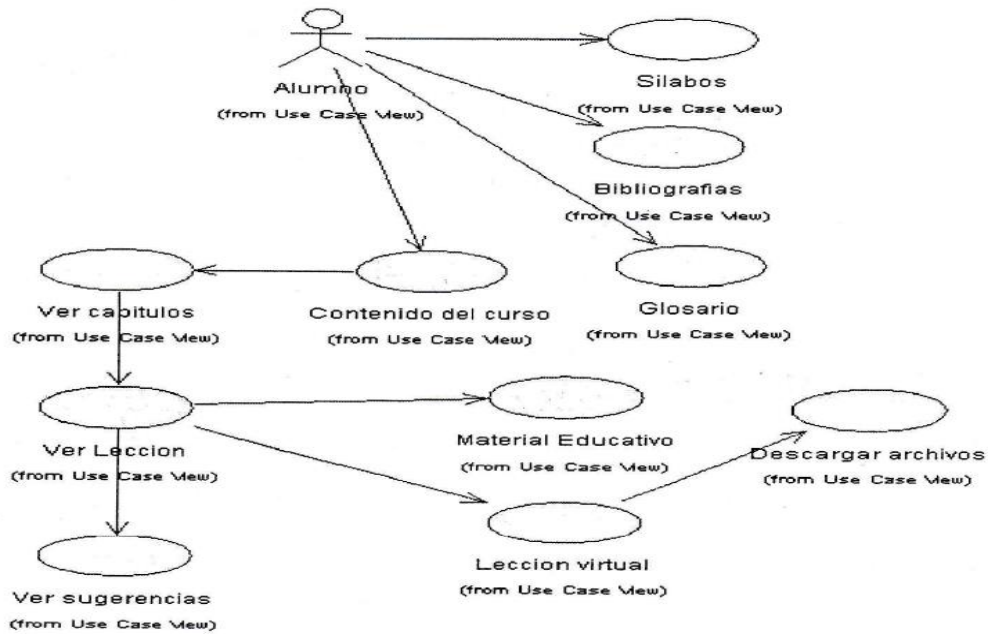 Alumno
(from Use Case View)
Silabos
(from Use Case View)
Bibliografias
(from Use Case View)
Glosario
(from Use Case View)
Ver capitulos
(from Use Case View)
Contenido del curso
(from Use Case View)
Ver Leccion
(from Use Case View)
Material Educativo
(from Use Case View)
Descargar archivos
(from Use Case View)
Leccion virtual
(from Use Case View)
Ver sugerencias
(from Use Case View)